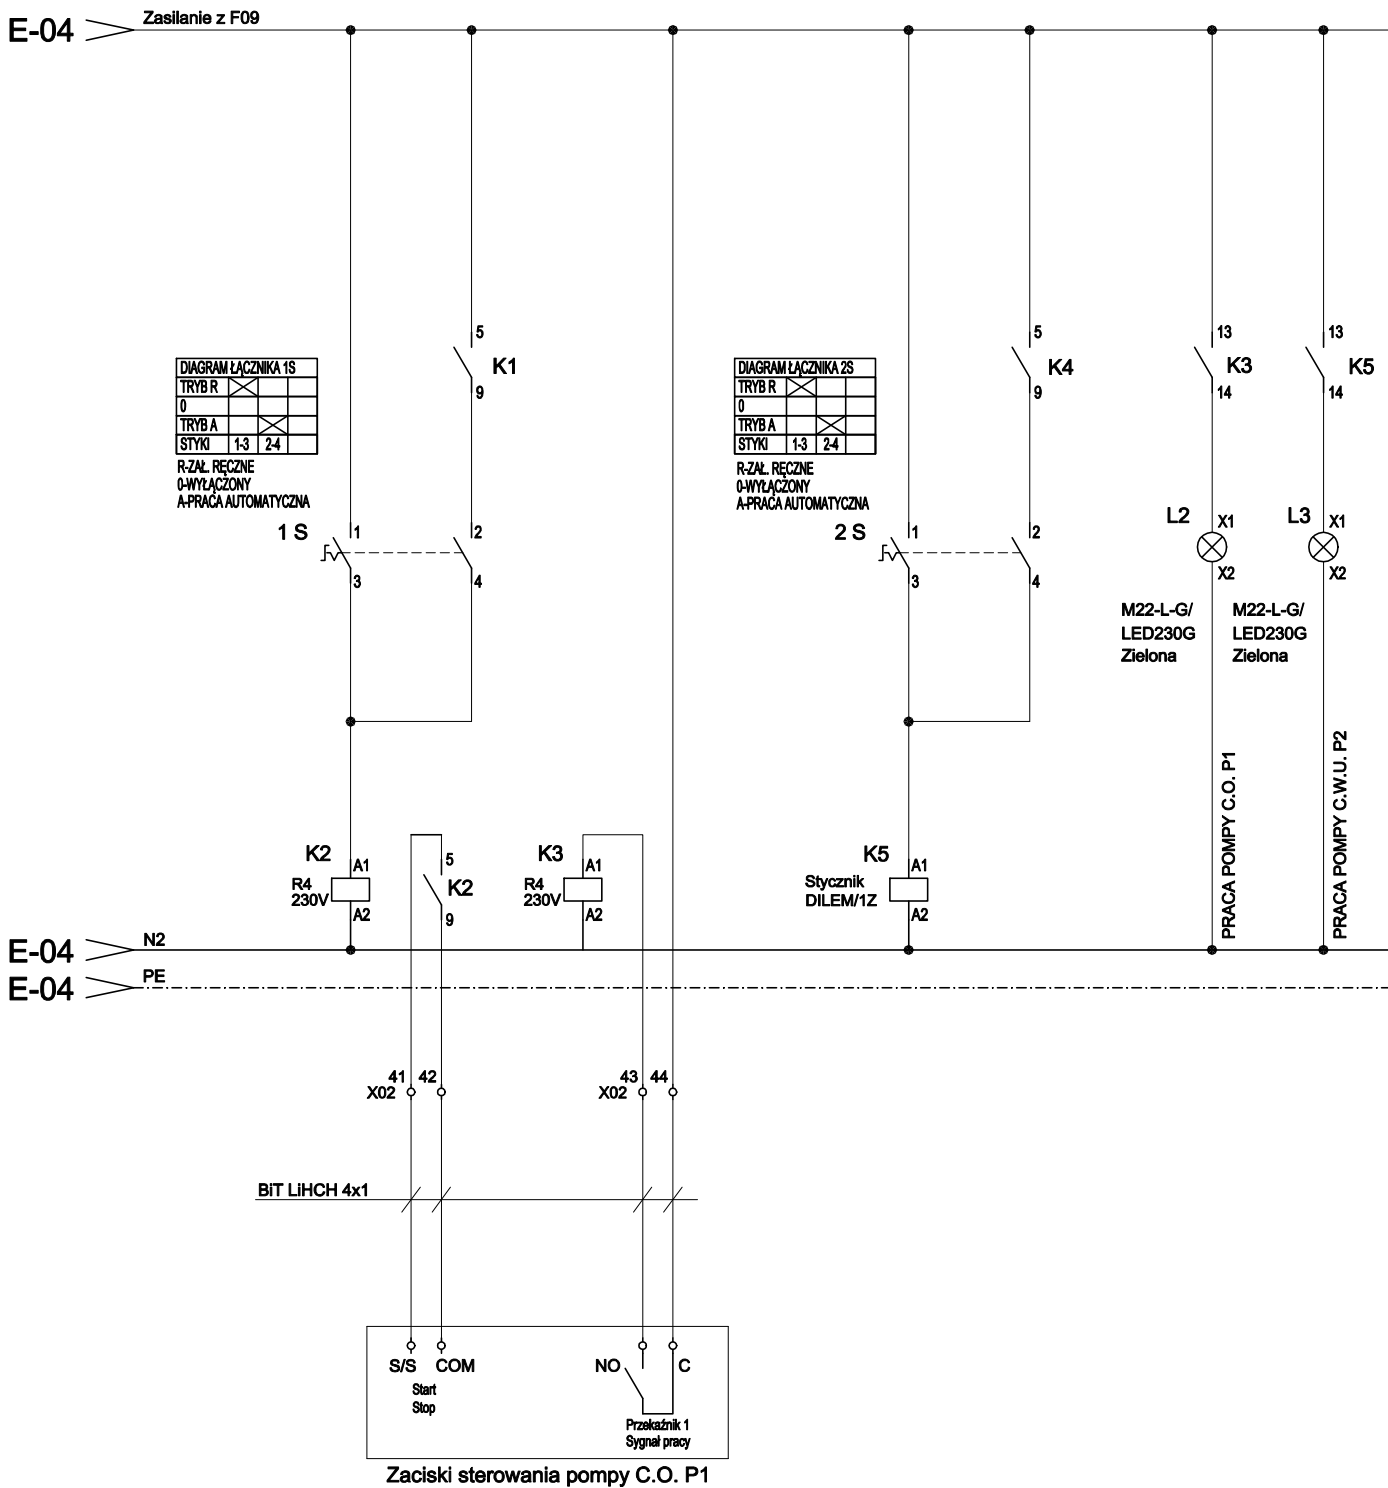 E-04
Zasilanie z F09
5
K1
9
5
K4
9
13
K3
14
13
K5
14
DIAGRAM ŁĄCZNIKA 1S
TRYB R
0
TRYB A
STYKI 1-3 2-4
R-ZAŁ. RĘCZNE
0-WYŁĄCZONY
A-PRACA AUTOMATYCZNA
DIAGRAM ŁĄCZNIKA 2S
TRYB R
0
TRYB A
STYKI 1-3 2-4
R-ZAŁ. RĘCZNE
0-WYŁĄCZONY
A-PRACA AUTOMATYCZNA
1 S
1
3
2
4
2 S
1
3
2
4
L2
X1
X2
L3
X1
X2
M22-L-G/
LED230G
Zielona
M22-L-G/
LED230G
Zielona
PRACA POMPY C.O. P1
PRACA POMPY C.W.U. P2
K2
A1
R4
230V
A2
5
K2
9
K3
A1
R4
230V
A2
K5
A1
Stycznik
DILEM/1Z
A2
E-04
N2
E-04
PE
41 42
X02
43 44
X02
BiT LiHCH 4x1
S/S COM
Start
Stop
NO C
Przekaźnik 1
Sygnał pracy
Zaciski sterowania pompy C.O. P1